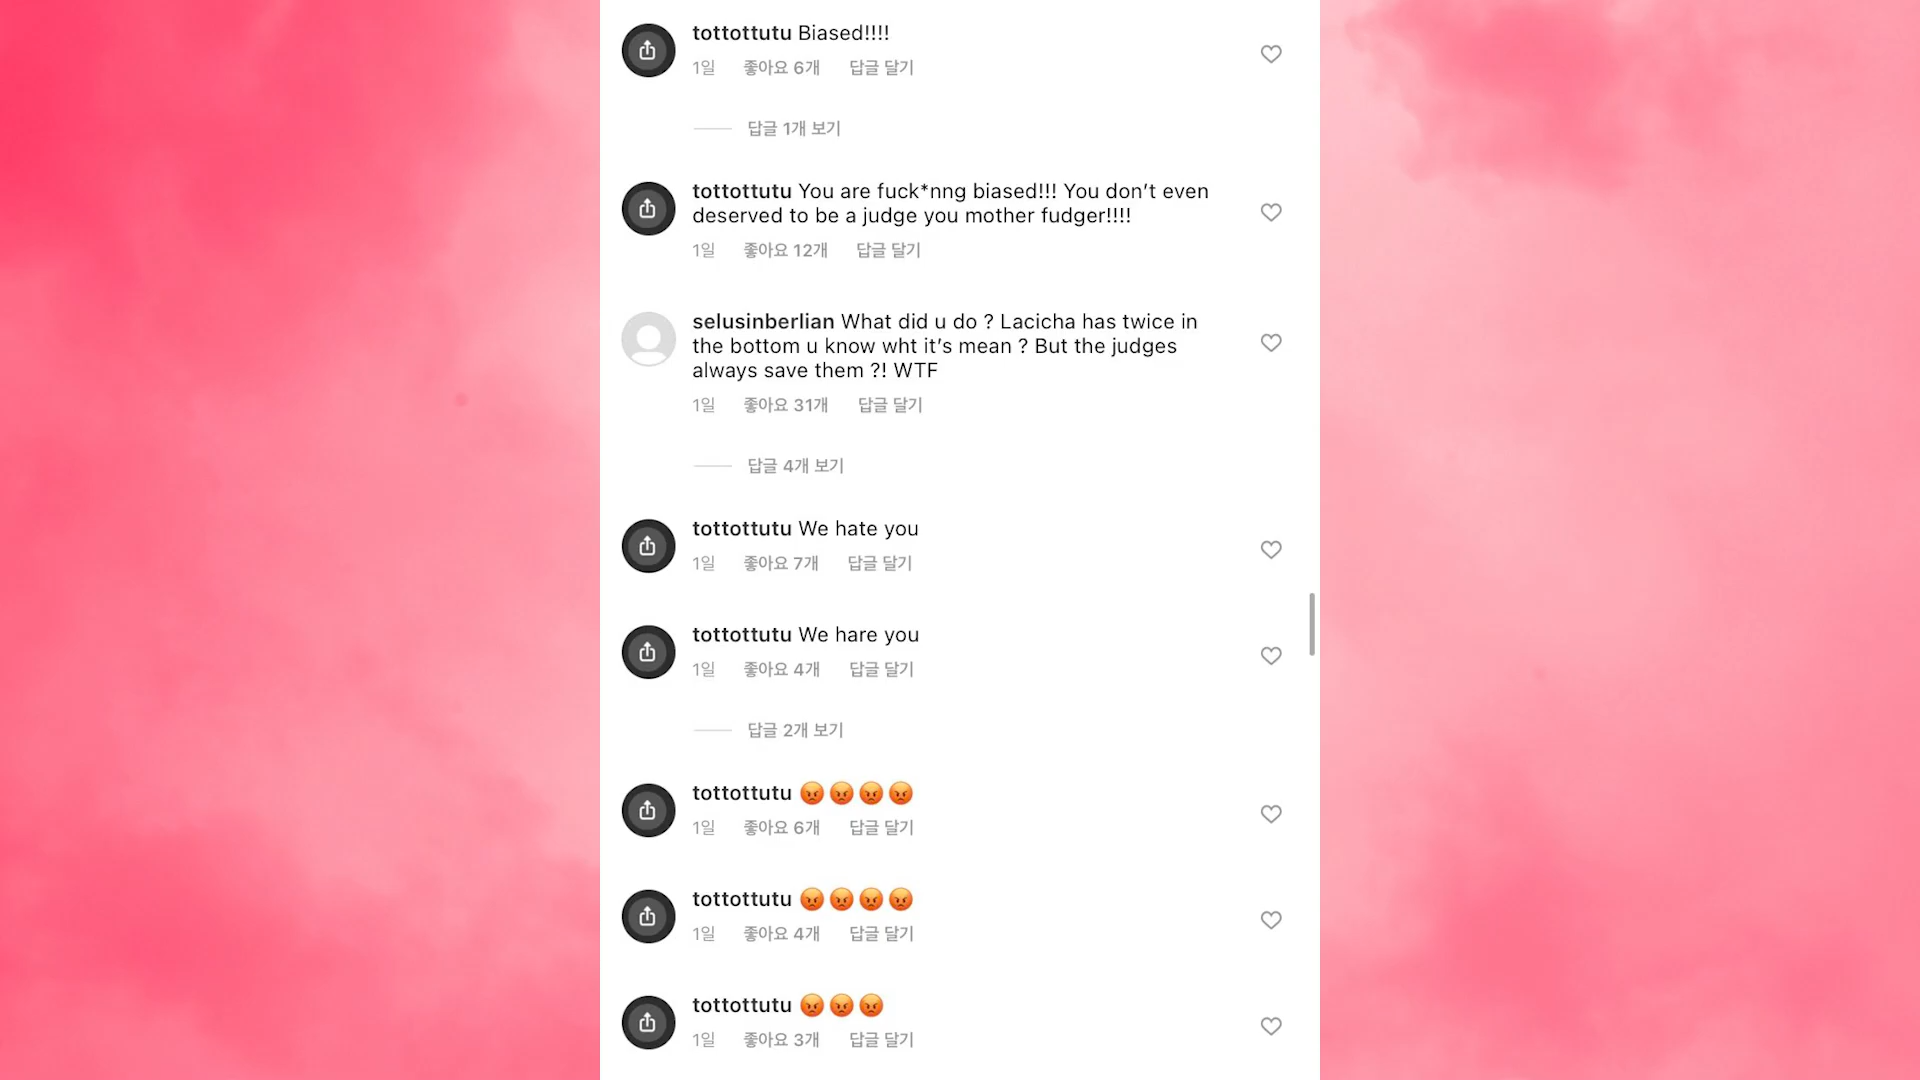 tottottutu Biased!!!!
1일 좋아요 6개 답글 달기
답글 1개 보기
tottottutu You are fuck*nng biased!!! You don’t even
deserved to be a judge you mother fudger!!!!
1일 좋아요 12개 답글 달기
selusinberlian What did u do ? Lacicha has twice in
the bottom u know wht it’s mean ? But the judges
always save them ?! WTF
1일 좋아요 31개 답글 달기
답글 4개 보기
tottottutu We hate you
1일 좋아요 7개 답글 달기
tottottutu We hare you
1일 좋아요 4개 답글 달기
답글 2개 보기
tottottutu 😡😡😡😡
1일 좋아요 6개 답글 달기
tottottutu 😡😡😡😡
1일 좋아요 4개 답글 달기
tottottutu 😡😡😡
1일 좋아요 3개 답글 달기